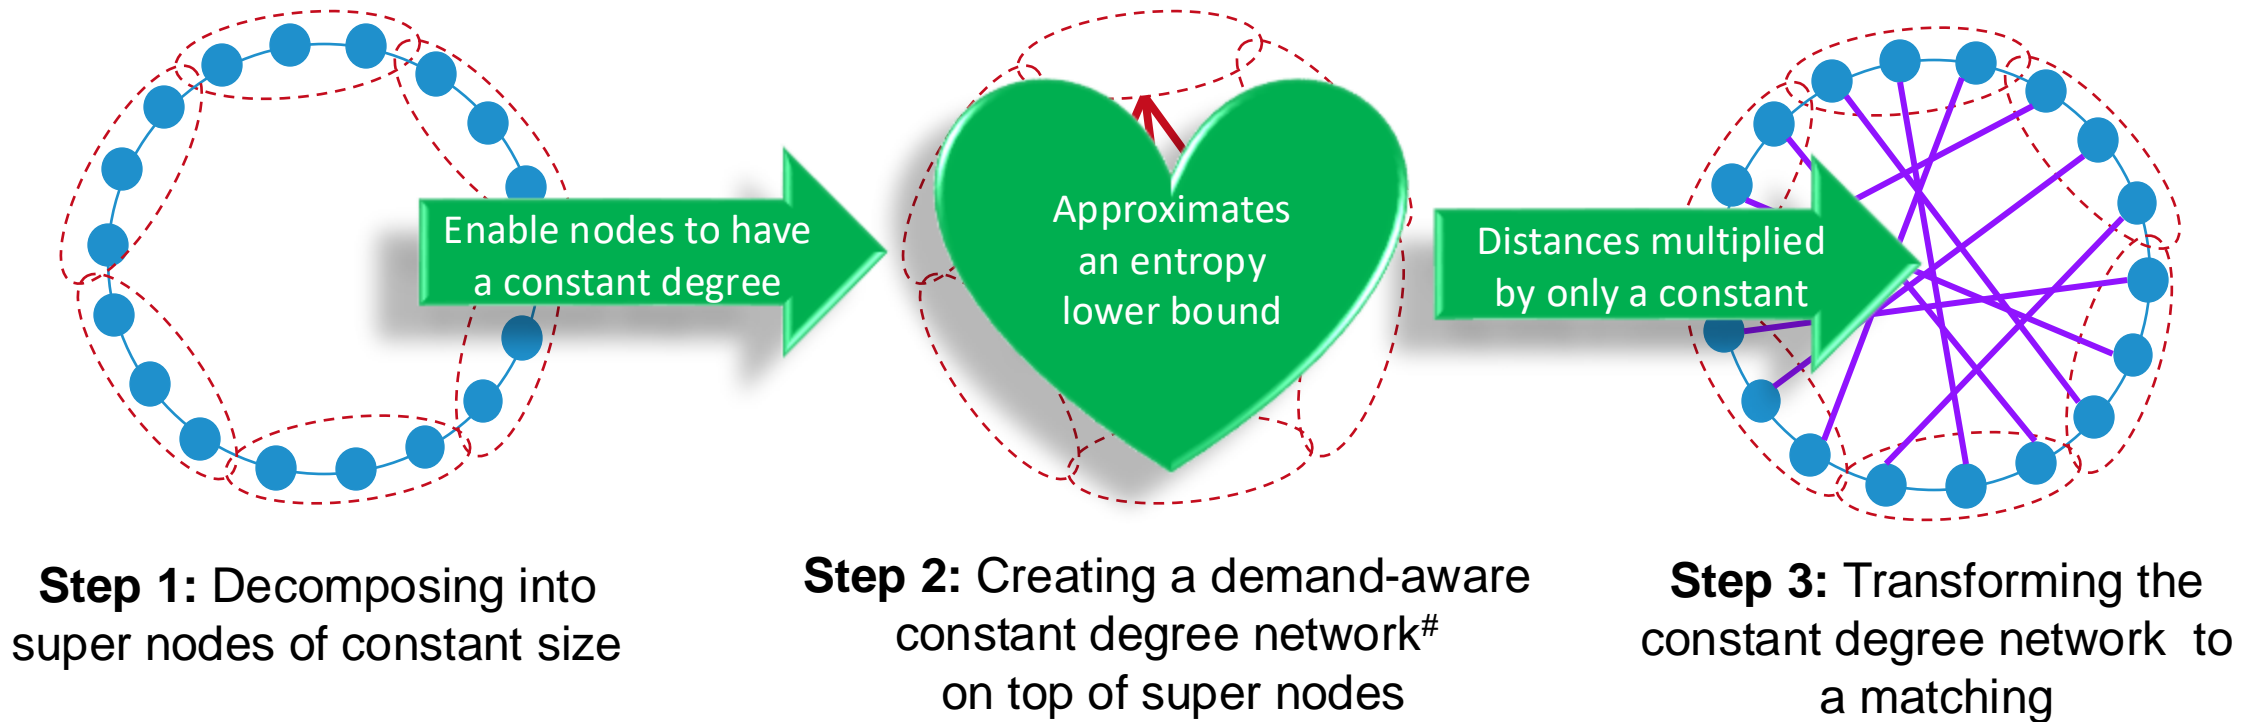 Enable nodes to have
a constant degree
Approximates
an entropy
lower bound
Distances multiplied
by only a constant
Step 1: Decomposing into
super nodes of constant size
Step 2: Creating a demand-aware
constant degree network#
on top of super nodes
Step 3: Transforming the
constant degree network to
a matching